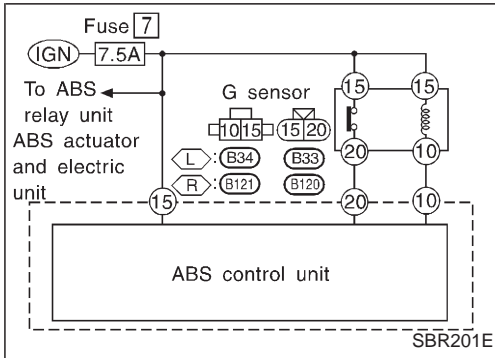 Fuse 7
IGN 7.5A
To ABS
relay unit
ABS actuator
and electric
unit
G sensor
10 15 15 20
L : B34 B33
R : B121 B120
15 15
20 10
15 20 10
ABS control unit
SBR201E